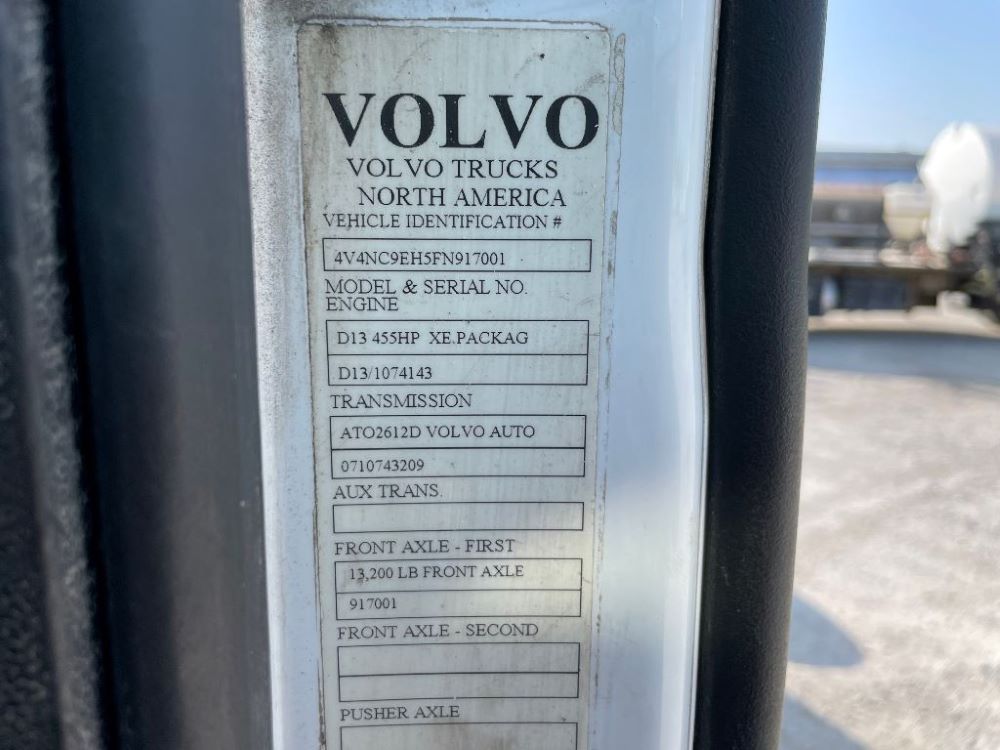 VOLVO
VOLVO TRUCKS
NORTH AMERICA
VEHICLE IDENTIFICATION #
4V4NC9EH5FN917001
MODEL & SERIAL NO.
ENGINE
D13 455HP XE.PACKAG
D13/1074143
TRANSMISSION
ATO2612D VOLVO AUTO
0710743209
AUX TRANS.
FRONT AXLE - FIRST
13,200 LB FRONT AXLE
917001
FRONT AXLE - SECOND
PUSHER AXLE